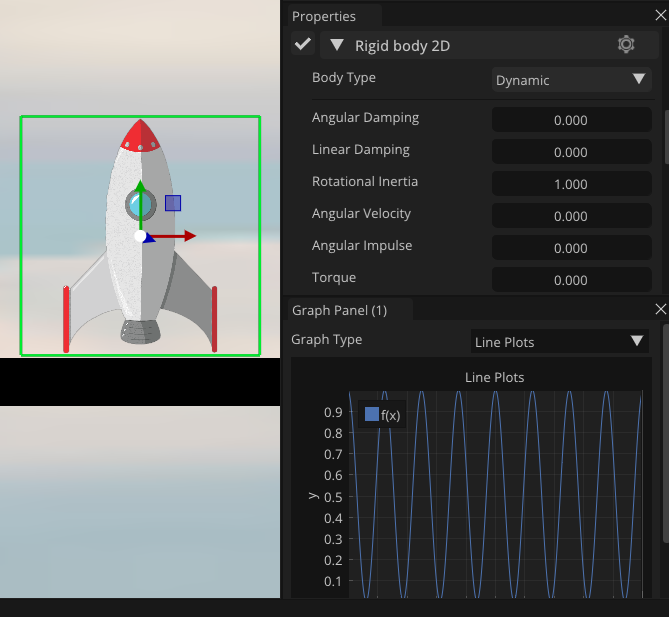 Properties
Rigid body 2D
Body Type
Dynamic
Angular Damping
0.000
Linear Damping
0.000
Rotational Inertia
1.000
Angular Velocity
0.000
Angular Impulse
0.000
Torque
0.000
Graph Panel (1)
Graph Type
Line Plots
Line Plots
f(x)
0.9
0.8
0.7
0.6
0.5
0.4
0.3
0.2
0.1
y